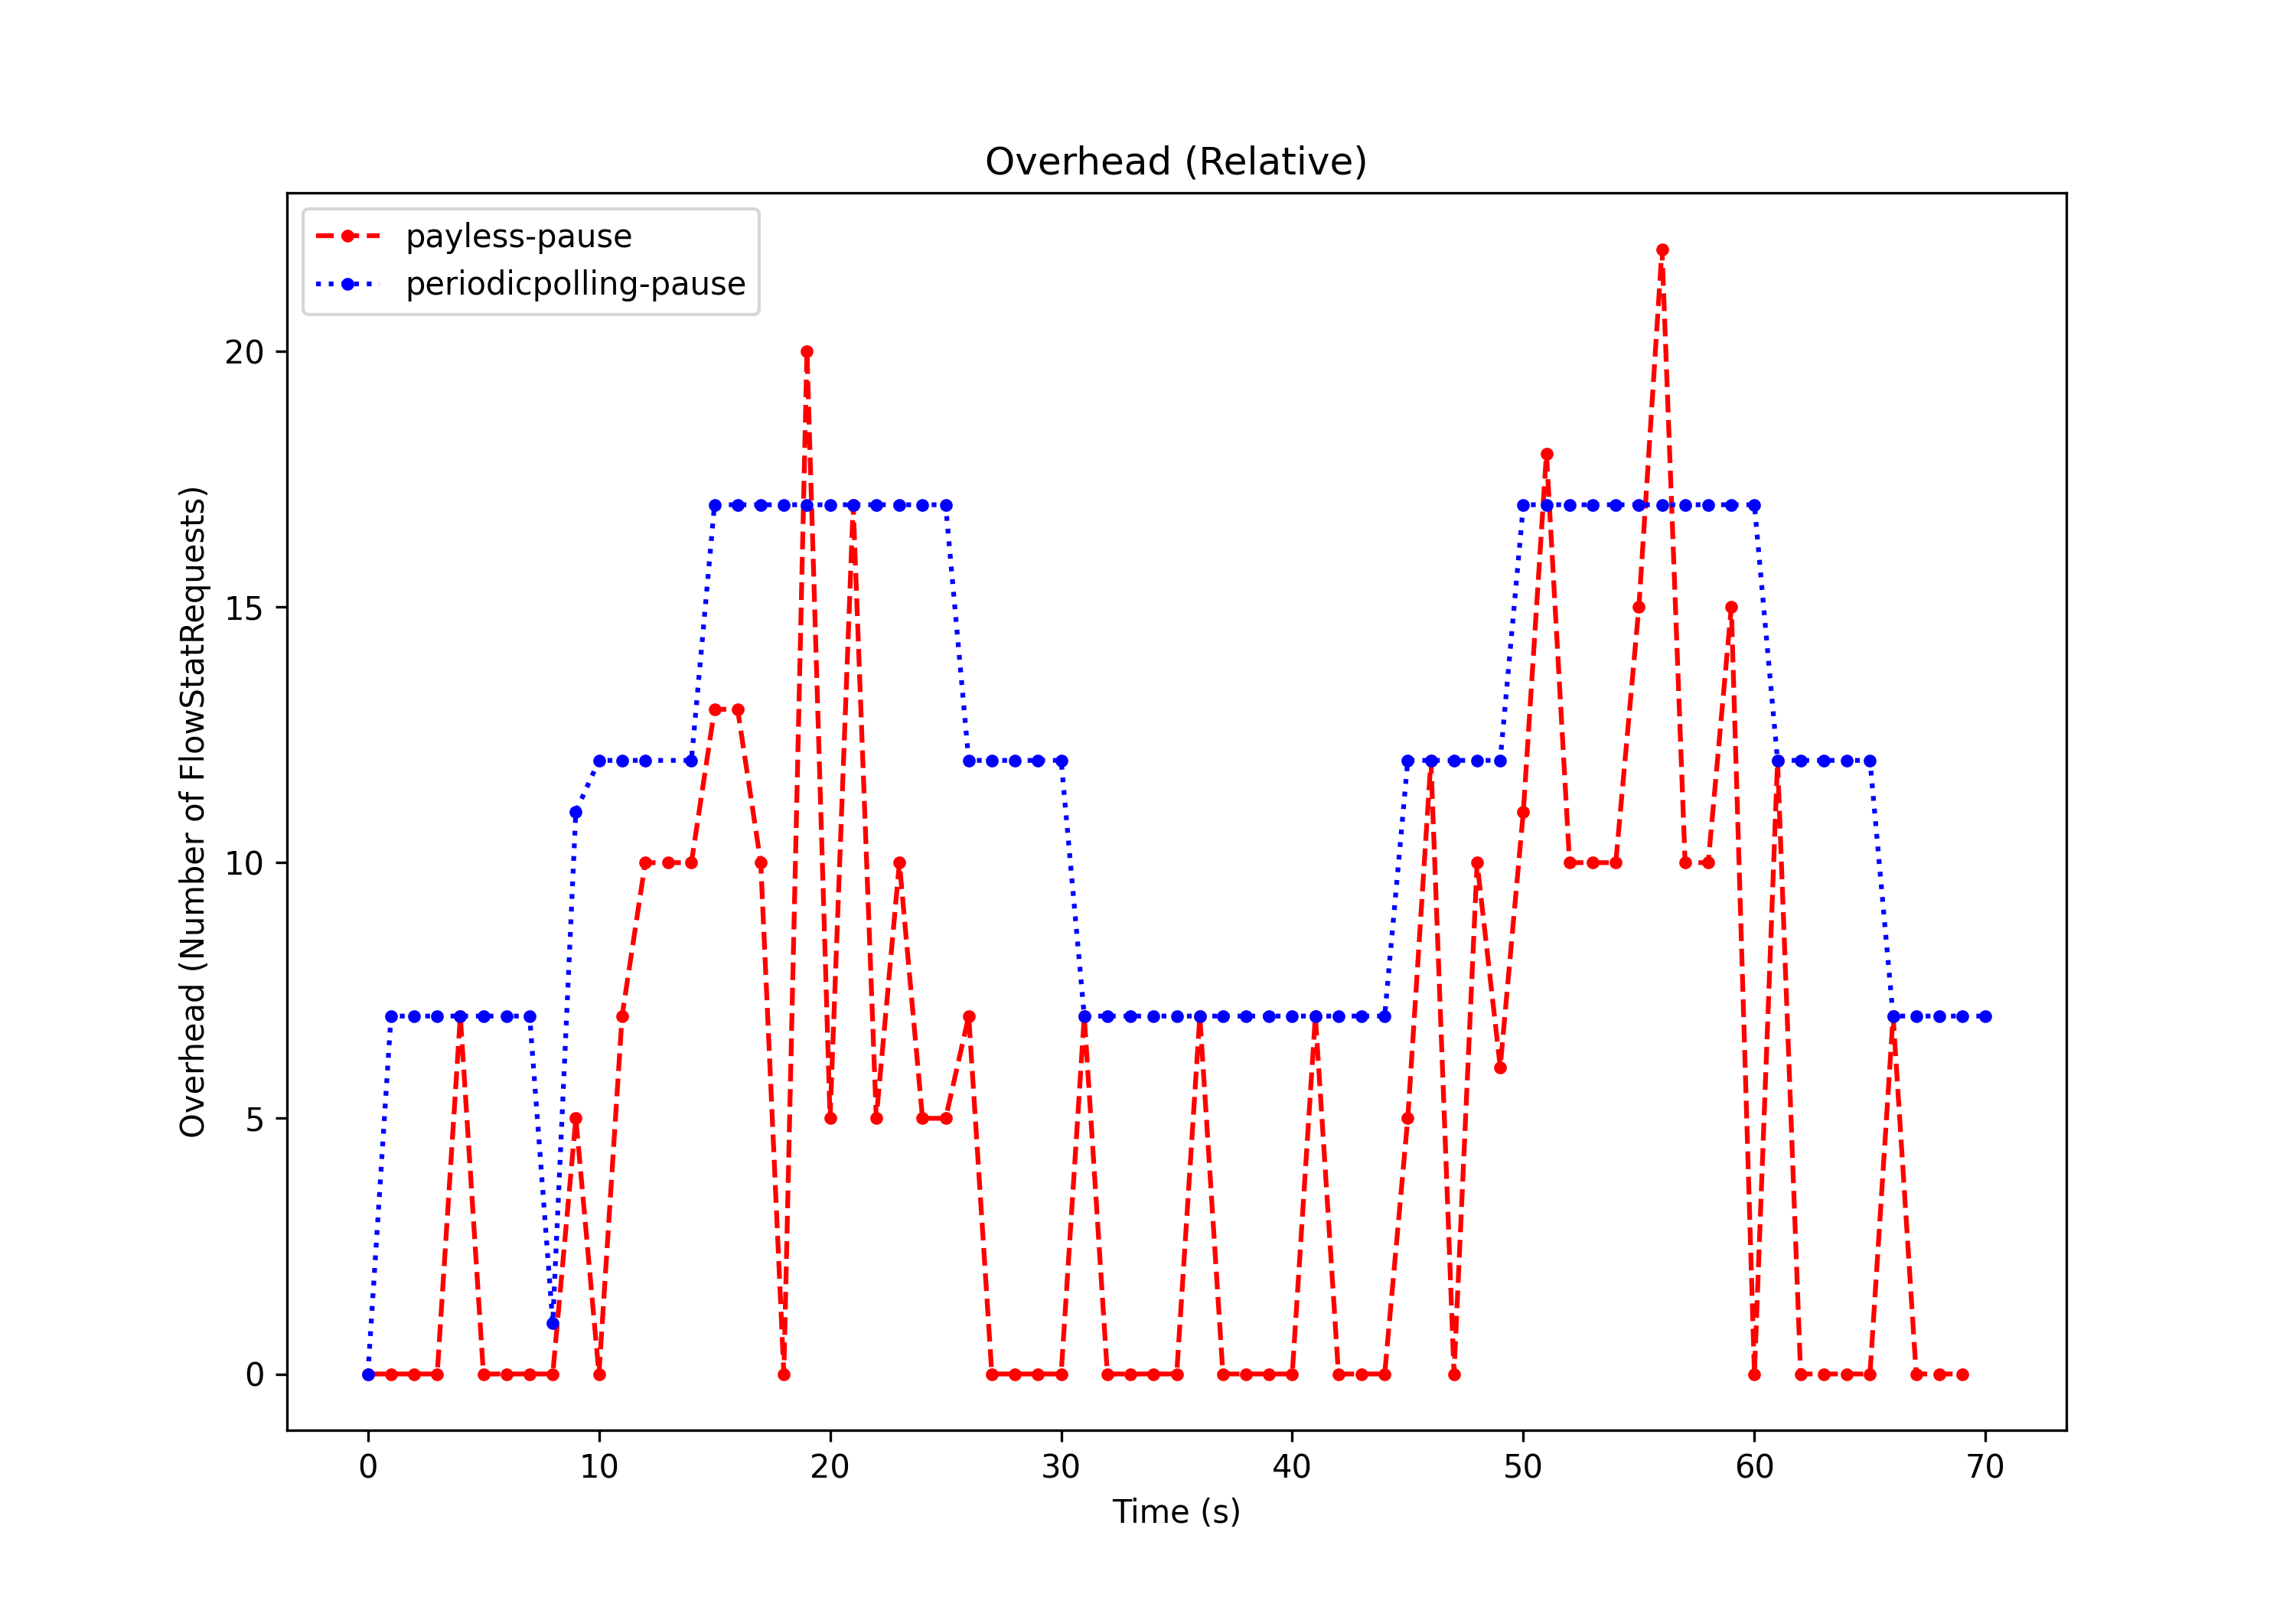 Overhead (Relative)
payless-pause
periodicpolling-pause
Overhead (Number of FlowStatRequests)
20
15
10
5
0
0 10 20 30 40 50 60 70
Time (s)